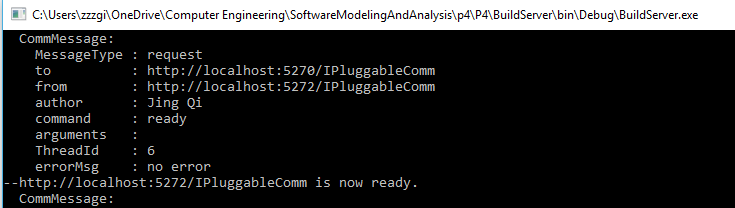 C:\Users\zzzgi\OneDrive\Computer Engineering\SoftwareModelingAndAnalysis\p4\P4\BuildServer\bin\Debug\BuildServer.exe
CommMessage:
MessageType : request
to : http://localhost:5270/IPluggableComm
from : http://localhost:5272/IPluggableComm
author : Jing Qi
command : ready
arguments :
ThreadId : 6
errorMsg : no error
--http://localhost:5272/IPluggableComm is now ready.
CommMessage: